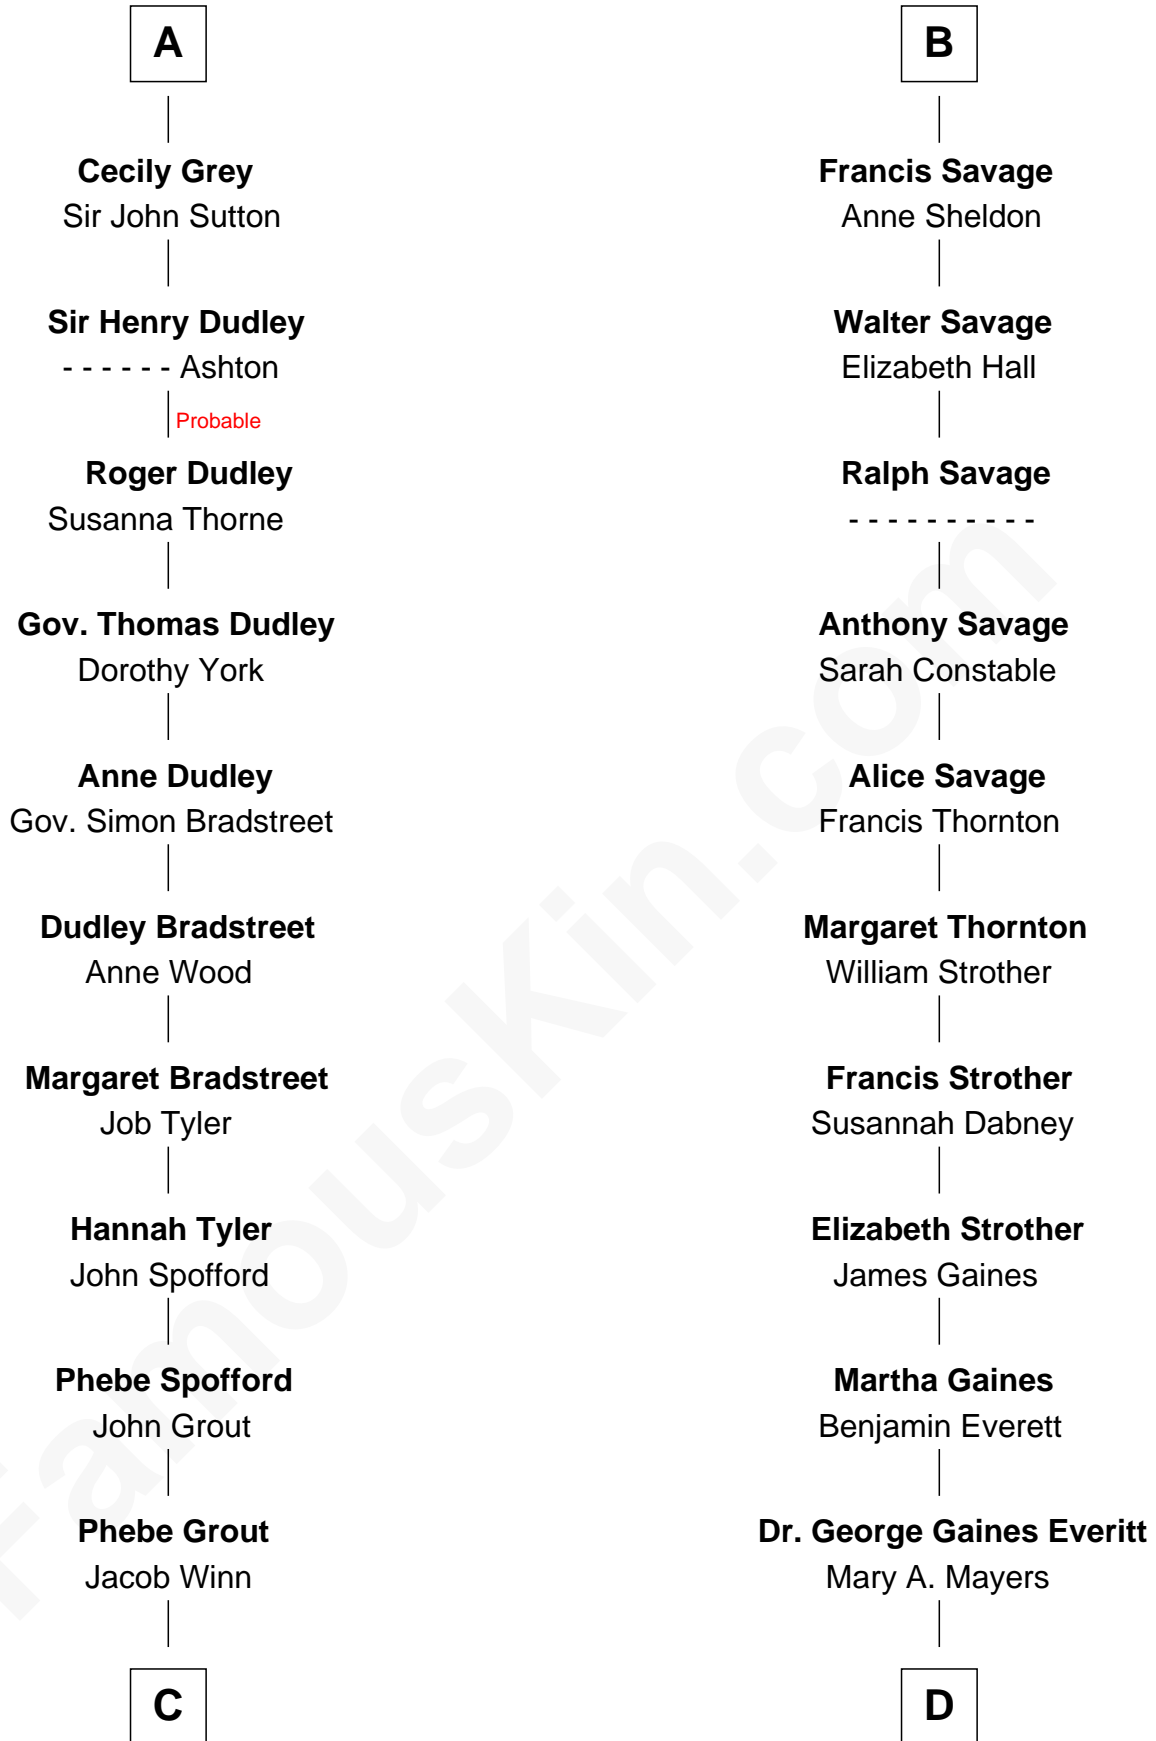 A
Cecily Grey
Sir John Sutton
Sir Henry Dudley
- - - - - - Ashton
Probable
Roger Dudley
Susanna Thorne
Gov. Thomas Dudley
Dorothy York
Anne Dudley
Gov. Simon Bradstreet
Dudley Bradstreet
Anne Wood
Margaret Bradstreet
Job Tyler
Hannah Tyler
John Spofford
Phebe Spofford
John Grout
Phebe Grout
Jacob Winn
C
B
Francis Savage
Anne Sheldon
Walter Savage
Elizabeth Hall
Ralph Savage
- - - - - - - - - -
Anthony Savage
Sarah Constable
Alice Savage
Francis Thornton
Margaret Thornton
William Strother
Francis Strother
Susannah Dabney
Elizabeth Strother
James Gaines
Martha Gaines
Benjamin Everett
Dr. George Gaines Everitt
Mary A. Mayers
D
FamousKin.com